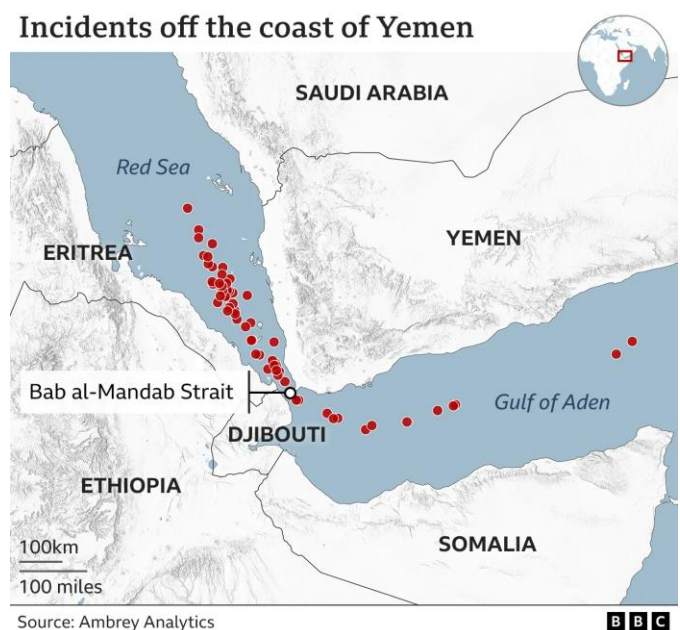 Incidents off the coast of Yemen
SAUDI ARABIA
Red Sea
ERITREA
YEMEN
Bab al-Mandab Strait
Gulf of Aden
DJIBOUTI
ETHIOPIA
SOMALIA
100km
100 miles
Source: Ambrey Analytics
BBC